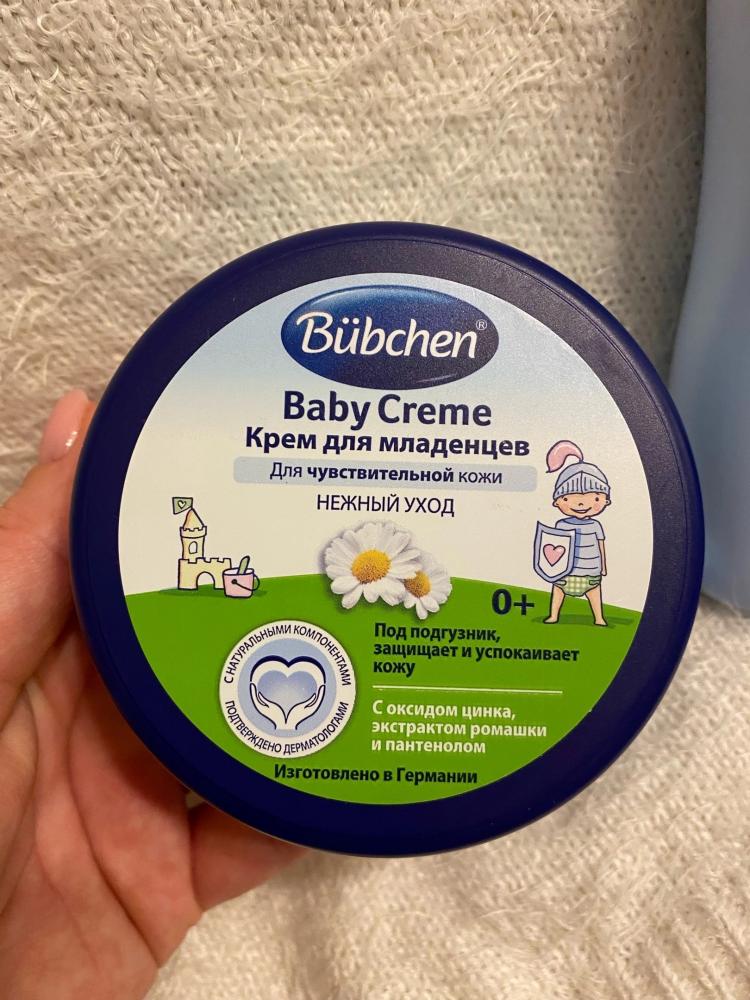 Bübchen®
Baby Creme
Крем для младенцев
Для чувствительной кожи
НЕЖНЫЙ УХОД
0+
Под подгузник,
защищает и успокаивает
кожу
С оксидом цинка,
экстрактом ромашки
и пантенолом
С НАТУРАЛЬНЫМИ КОМПОНЕНТАМИ
ПОДТВЕРЖДЕНО ДЕРМАТОЛОГАМИ
Изготовлено в Германии